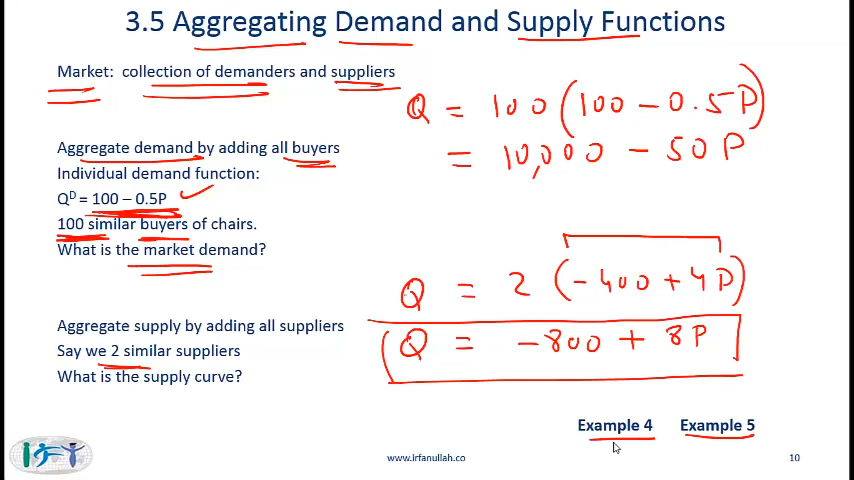 3.5 Aggregating Demand and Supply Functions
Market: collection of demanders and suppliers
Q = 100 (100 - 0.5P)
= 10,000 - 50P
Aggregate demand by adding all buyers
Individual demand function:
Qᴰ = 100 – 0.5P
100 similar buyers of chairs.
What is the market demand?
Q = 2 (-400 + 4P)
Q = -800 + 8P
Aggregate supply by adding all suppliers
Say we 2 similar suppliers
What is the supply curve?
Example 4 Example 5
www.irfanullah.co 10